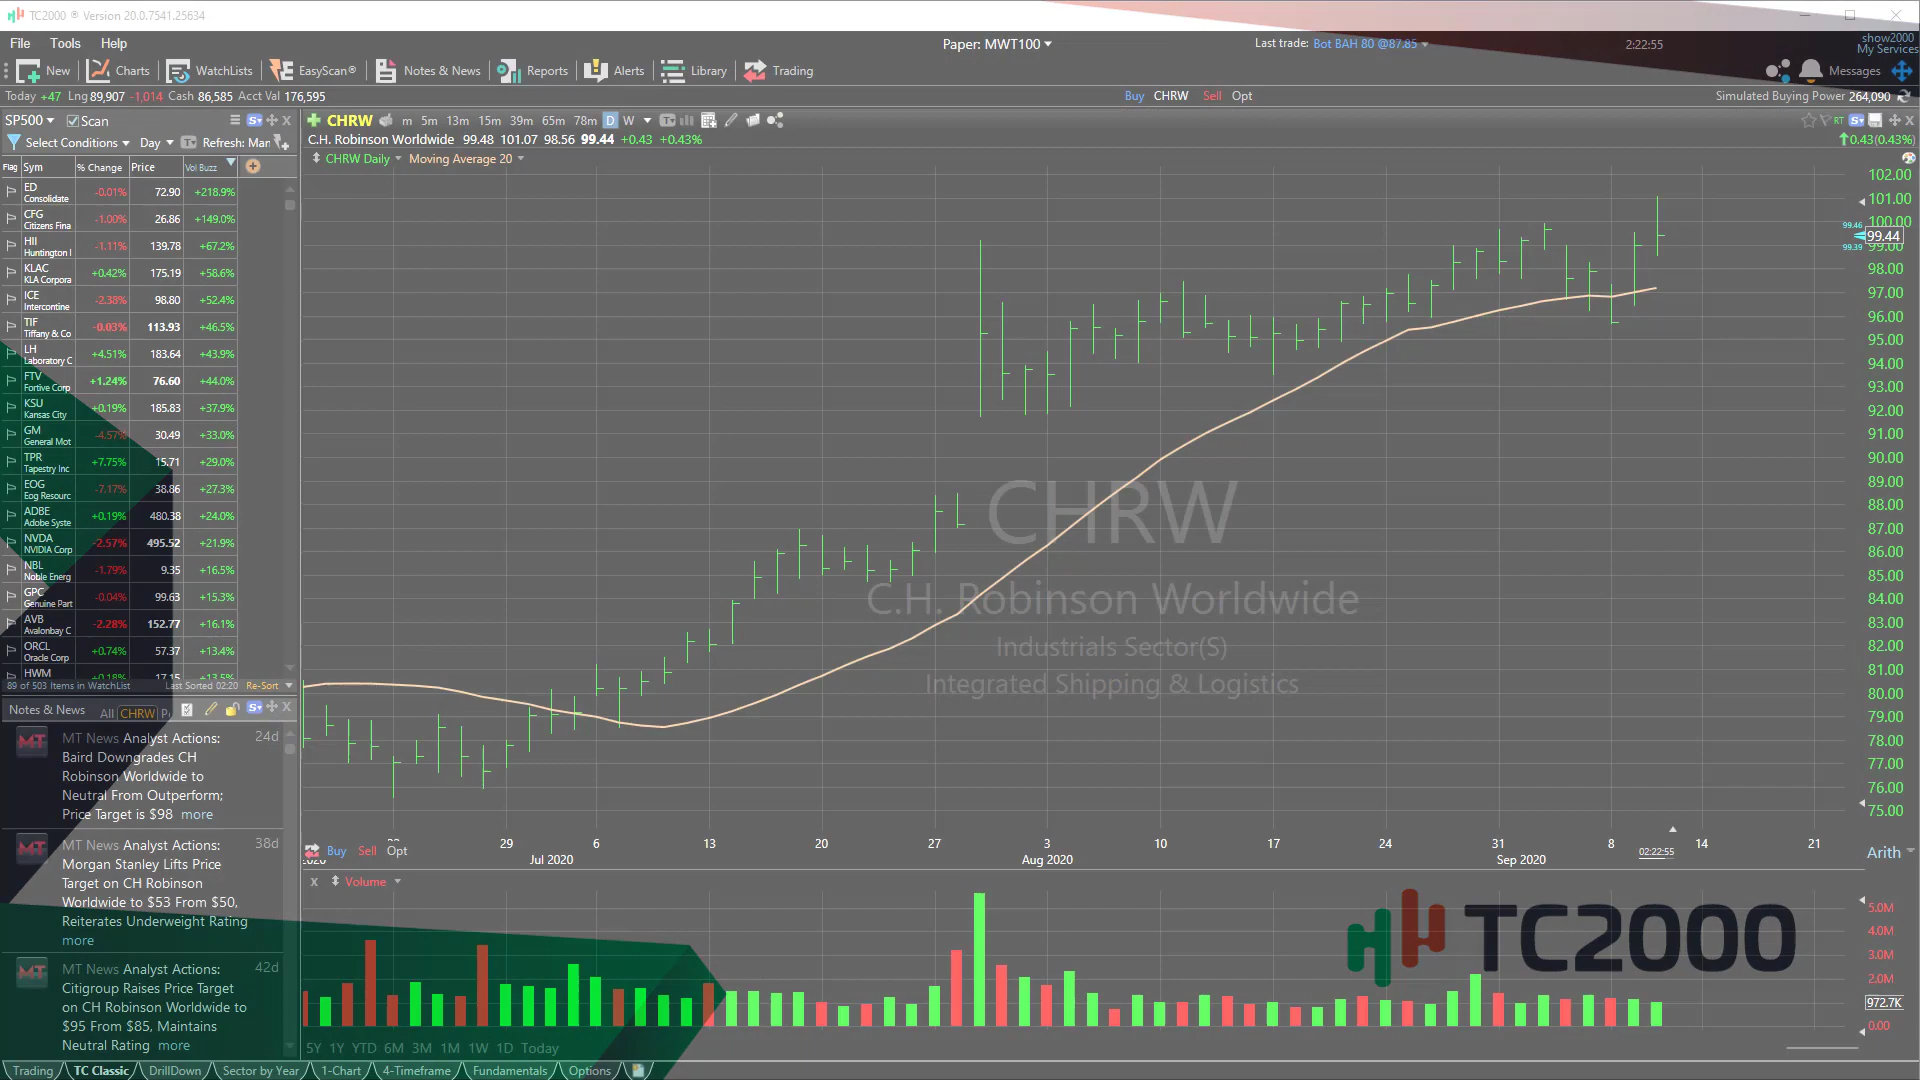 TC2000 ® Version 20.0.7541.25634
File Tools Help
Paper: MWT100
Last trade: Bot BAH 80 @87.85
2:22:55
show2000
My Services
New Charts WatchLists EasyScan® Notes & News Reports Alerts Library Trading
Messages
Today +47 Lng 89,907 -1,014 Cash 86,585 Acct Val 176,595
Buy CHRW Sell Opt
Simulated Buying Power 264,090
SP500 Scan
Select Conditions Day Refresh: Man
Flag Sym % Change Price Vol Buzz
ED -0.01% 72.90 +218.9%
Consolidate
CFG -1.00% 26.86 +149.0%
Citizens Fina
HII -1.11% 139.78 +67.2%
Huntington I
KLAC +0.42% 175.19 +58.6%
KLA Corpora
ICE -2.38% 98.80 +52.4%
Intercontine
TIF -0.03% 113.93 +46.5%
Tiffany & Co
LH +4.51% 183.64 +43.9%
Laboratory C
FTV +1.24% 76.60 +44.0%
Fortive Corp
KSU +0.19% 185.83 +37.9%
Kansas City
GM -4.57% 30.49 +33.0%
General Mot
TPR +7.75% 15.71 +29.0%
Tapestry Inc
EOG -7.17% 38.86 +27.3%
Eog Resourc
ADBE +0.19% 480.38 +24.0%
Adobe Syste
NVDA -2.57% 495.52 +21.9%
NVIDIA Corp
NBL -1.79% 9.35 +16.5%
Noble Energ
GPC -0.04% 99.63 +15.3%
Genuine Part
AVB -2.28% 152.77 +16.1%
Avalonbay C
ORCL +0.74% 57.37 +13.4%
Oracle Corp
HWM +0.18% 17.15 +13.5%
89 of 503 Items in WatchList Last Sorted 02:20 Re-Sort
Notes & News All CHRW
MT News Analyst Actions: 24d
Baird Downgrades CH
Robinson Worldwide to
Neutral From Outperform;
Price Target is $98 more
MT News Analyst Actions: 38d
Morgan Stanley Lifts Price
Target on CH Robinson
Worldwide to $53 From $50,
Reiterates Underweight Rating
more
MT News Analyst Actions: 42d
Citigroup Raises Price Target
on CH Robinson Worldwide to
$95 From $85, Maintains
Neutral Rating more
CHRW m 5m 13m 15m 39m 65m 78m D W
RT
C.H. Robinson Worldwide 99.48 101.07 98.56 99.44 +0.43 +0.43%
0.43(0.43%)
CHRW Daily Moving Average 20
102.00
101.00
100.00
99.46
99.44
99.39
99.00
98.00
97.00
96.00
95.00
94.00
93.00
92.00
91.00
90.00
89.00
88.00
87.00
86.00
85.00
84.00
83.00
82.00
81.00
80.00
79.00
78.00
77.00
76.00
75.00
CHRW
C.H. Robinson Worldwide
Industrials Sector(S)
Integrated Shipping & Logistics
29 6 13 20 27 3 10 17 24 31 8 14 21
Buy Sell Opt
02:22:55
Arith
Jul 2020 Aug 2020 Sep 2020
X Volume
5.0M
4.0M
3.0M
2.0M
972.7K
0.00
TC2000
5Y 1Y YTD 6M 3M 1M 1W 1D Today
Trading TC Classic DrillDown Sector by Year 1-Chart 4-Timeframe Fundamentals Options